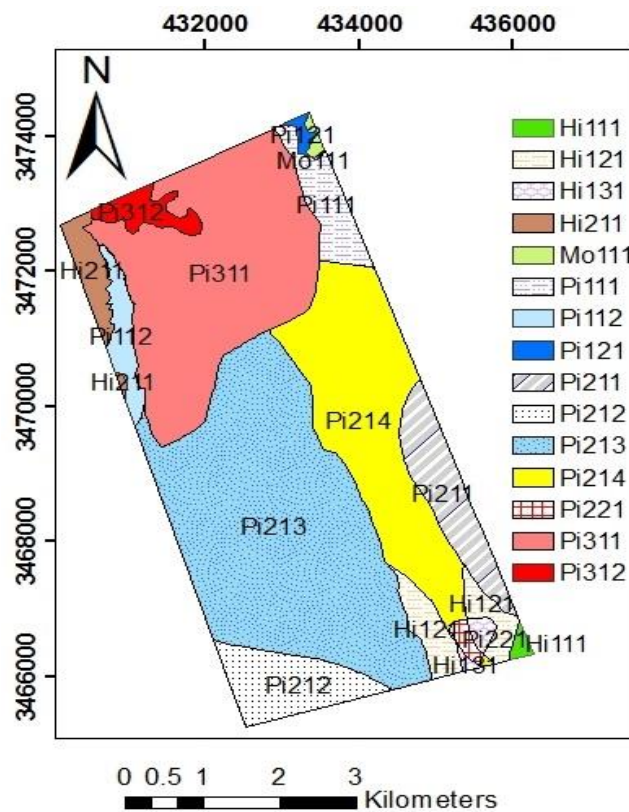 432000 434000 436000
N
3474000
3472000
3470000
3468000
3466000
Pi121
Mo111
Pi111
Pi312
Hi211
Pi311
Pi112
Hi211
Pi214
Pi211
Pi213
Hi121
Hi121
Pi221
Hi111
Hi131
Pi212
Hi111
Hi121
Hi131
Hi211
Mo111
Pi111
Pi112
Pi121
Pi211
Pi212
Pi213
Pi214
Pi221
Pi311
Pi312
0 0.5 1 2 3
Kilometers